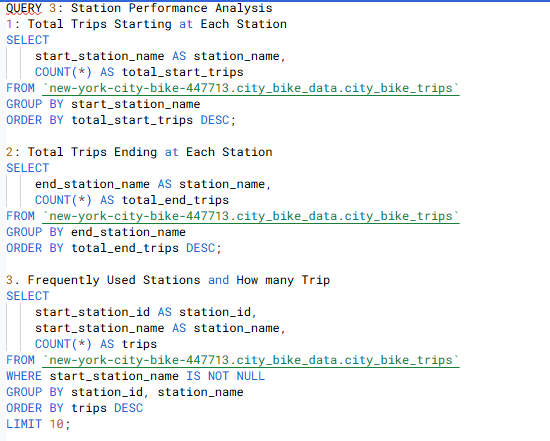 QUERY 3: Station Performance Analysis
1: Total Trips Starting at Each Station
SELECT
start_station_name AS station_name,
COUNT(*) AS total_start_trips
FROM `new-york-city-bike-447713.city_bike_data.city_bike_trips`
GROUP BY start_station_name
ORDER BY total_start_trips DESC;
2: Total Trips Ending at Each Station
SELECT
end_station_name AS station_name,
COUNT(*) AS total_end_trips
FROM `new-york-city-bike-447713.city_bike_data.city_bike_trips`
GROUP BY end_station_name
ORDER BY total_end_trips DESC;
3. Frequently Used Stations and How many Trip
SELECT
start_station_id AS station_id,
start_station_name AS station_name,
COUNT(*) AS trips
FROM `new-york-city-bike-447713.city_bike_data.city_bike_trips`
WHERE start_station_name IS NOT NULL
GROUP BY station_id, station_name
ORDER BY trips DESC
LIMIT 10;